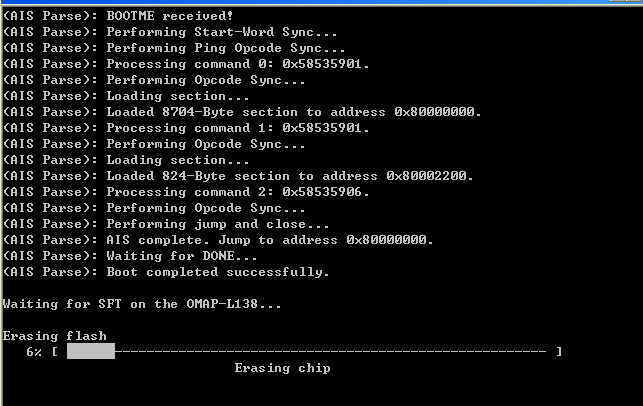 (AIS Parse): BOOTME received!
(AIS Parse): Performing Start-Word Sync...
(AIS Parse): Performing Ping Opcode Sync...
(AIS Parse): Processing command 0: 0x58535901.
(AIS Parse): Performing Opcode Sync...
(AIS Parse): Loading section...
(AIS Parse): Loaded 8704-Byte section to address 0x80000000.
(AIS Parse): Processing command 1: 0x58535901.
(AIS Parse): Performing Opcode Sync...
(AIS Parse): Loading section...
(AIS Parse): Loaded 824-Byte section to address 0x80002200.
(AIS Parse): Processing command 2: 0x58535906.
(AIS Parse): Performing Opcode Sync...
(AIS Parse): Performing jump and close...
(AIS Parse): AIS complete. Jump to address 0x80000000.
(AIS Parse): Waiting for DONE...
(AIS Parse): Boot completed successfully.
Waiting for SFT on the OMAP-L138...
Erasing flash
6% [ ------------------------------------------------------ ]
Erasing chip